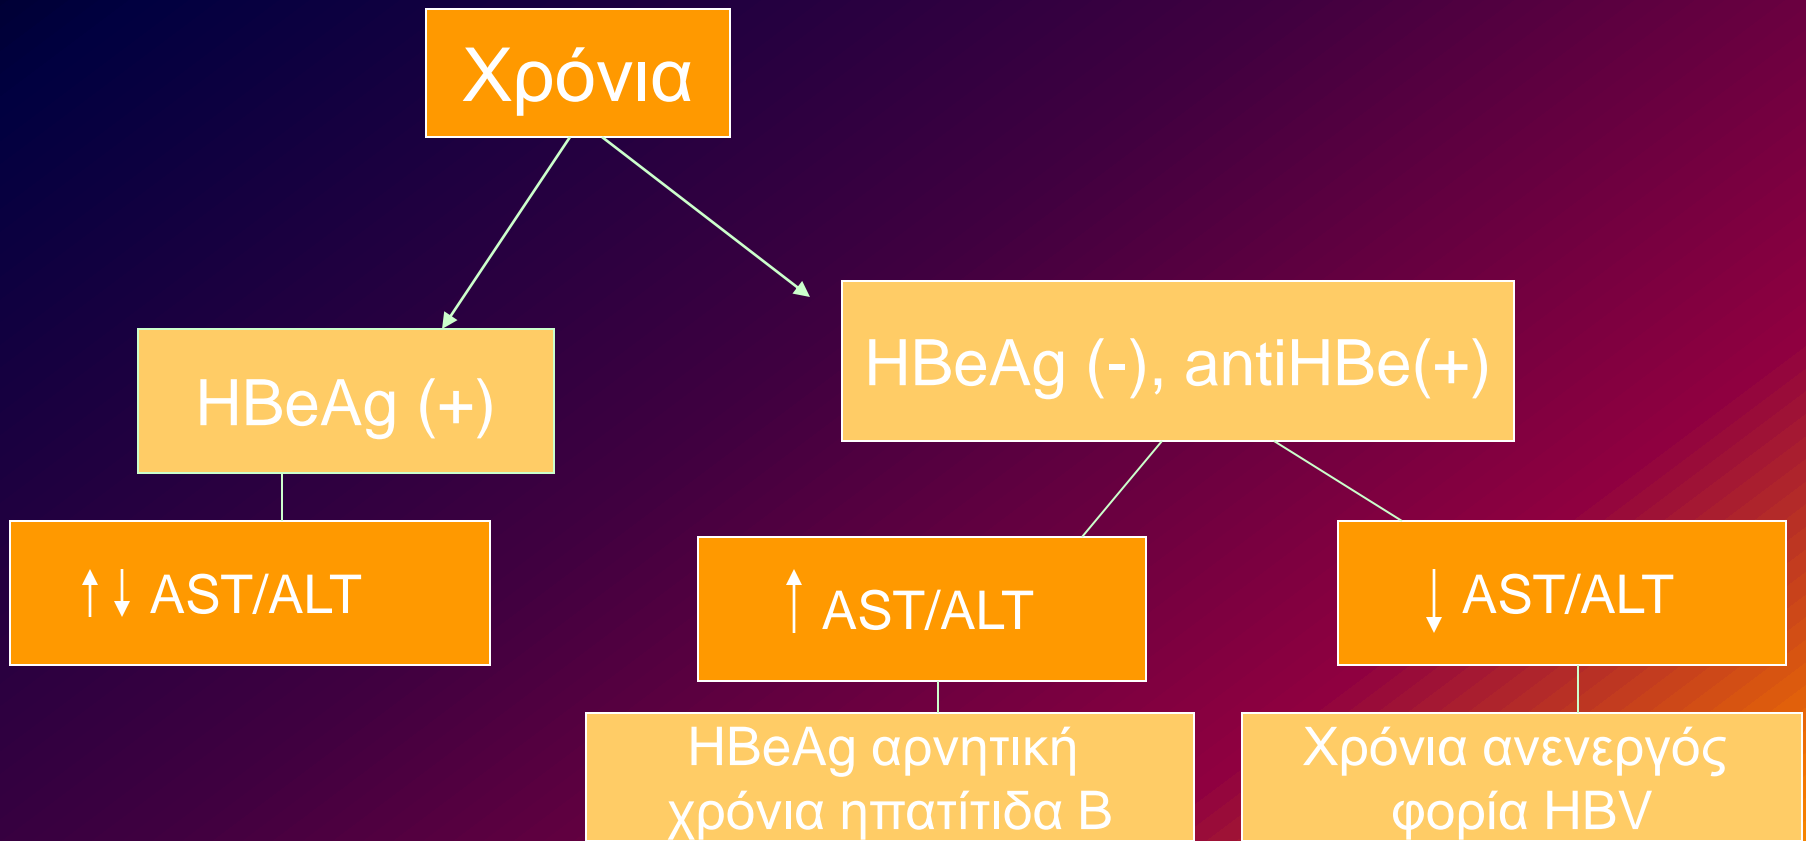 Χρόνια
HBeAg (+)
HBeAg (-), antiHBe(+)
↑↓ AST/ALT
↑ AST/ALT
↓ AST/ALT
HBeAg αρνητική
χρόνια ηπατίτιδα Β
Χρόνια ανενεργός
φορία HBV